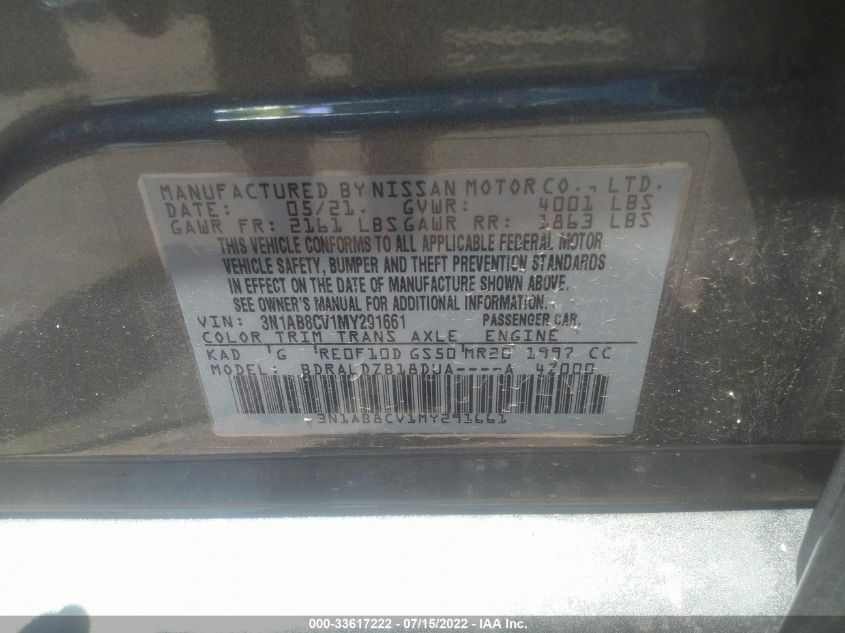 MANUFACTURED BY NISSAN MOTOR CO., LTD.
DATE: 05/21. GVWR: 4001 LBS
GAWR FR: 2161 LBS GAWR RR: 1863 LBS
THIS VEHICLE CONFORMS TO ALL APPLICABLE FEDERAL MOTOR
VEHICLE SAFETY, BUMPER AND THEFT PREVENTION STANDARDS
IN EFFECT ON THE DATE OF MANUFACTURE SHOWN ABOVE.
SEE OWNER'S MANUAL FOR ADDITIONAL INFORMATION.
VIN: 3N1AB8CV1MY291661 PASSENGER CAR.
COLOR TRIM TRANS AXLE ENGINE
KAD G RE0F10D GS50 MR20 1997 CC
MODEL: BDRALDZB18DUA----A 4Z000
3N1AB8CV1MY291661
000-33617222 - 07/15/2022 - IAA Inc.